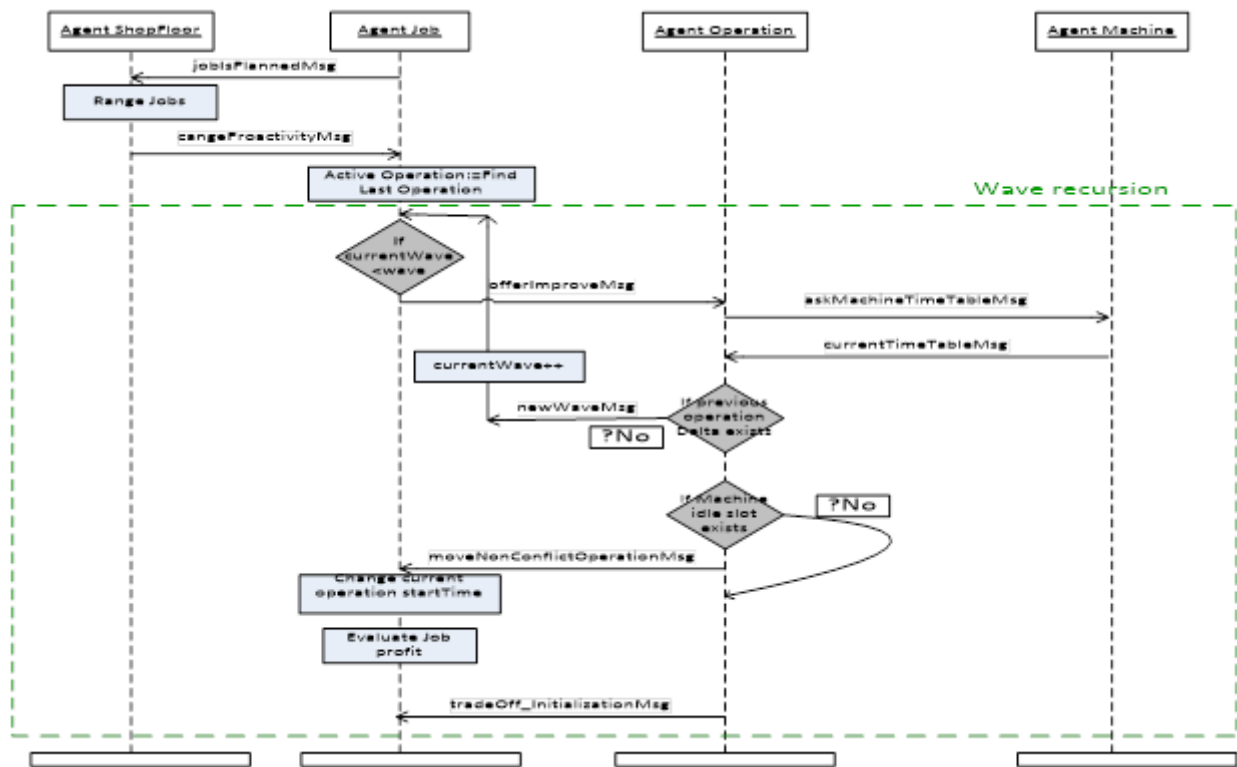 Agent ShopFloor
Agent Job
Agent Operation
Agent Machine
jobIsPlannedMsg
Range Jobs
cangeProactivityMsg
Active Operation:=Find
Last Operation
Wave recursion
If
currentWave
<wave
offerImproveMsg
askMachineTimeTableMsg
currentTimeTableMsg
currentWave++
If previous
operation
Delta exists
newWaveMsg
?No
If Machine
idle slot
exists
?No
moveNonConflictOperationMsg
Change current
operation startTime
Evaluate Job
profit
tradeOff_InitializationMsg